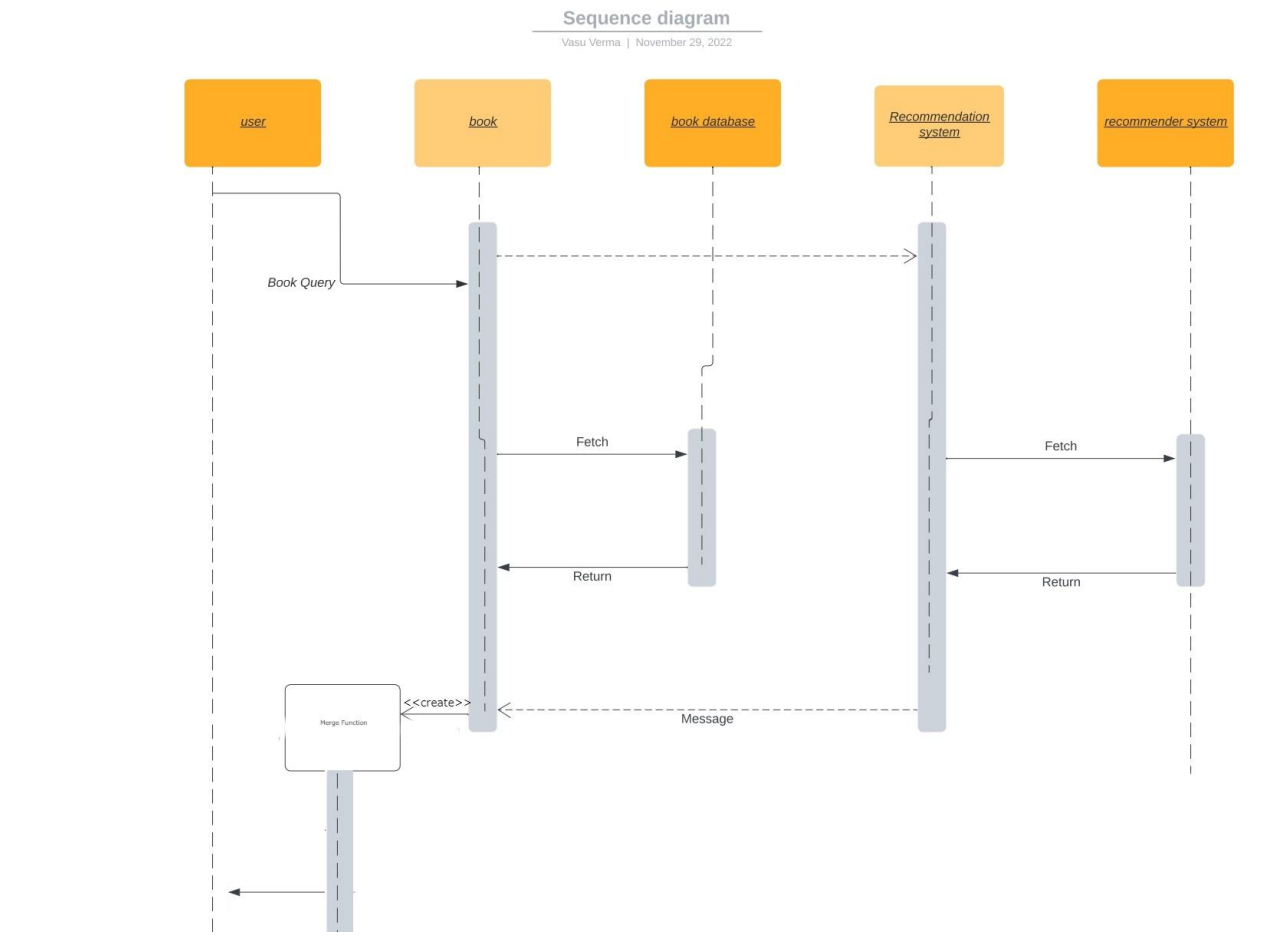 Sequence diagram
Vasu Verma | November 29, 2022
user
book
book database
Recommendation
system
recommender system
Book Query
Fetch
Fetch
Return
Return
<<create>>
Message
Merge Function